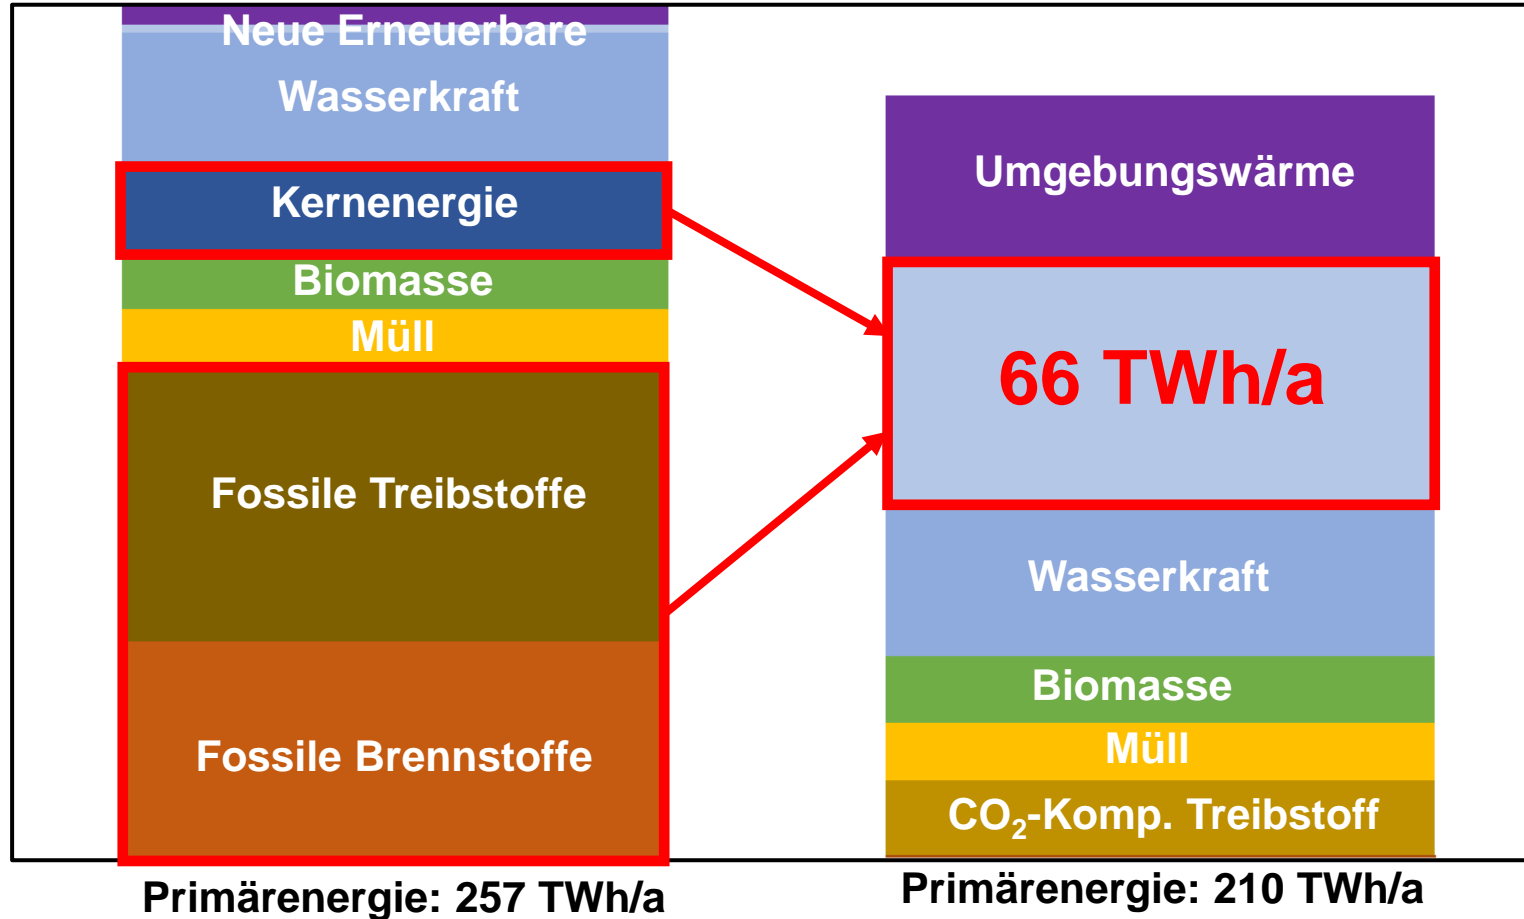 Neue Erneuerbare
Wasserkraft
Kernenergie
Biomasse
Müll
Fossile Treibstoffe
Fossile Brennstoffe
Primärenergie: 257 TWh/a
Umgebungswärme
66 TWh/a
Wasserkraft
Biomasse
Müll
CO₂-Komp. Treibstoff
Primärenergie: 210 TWh/a